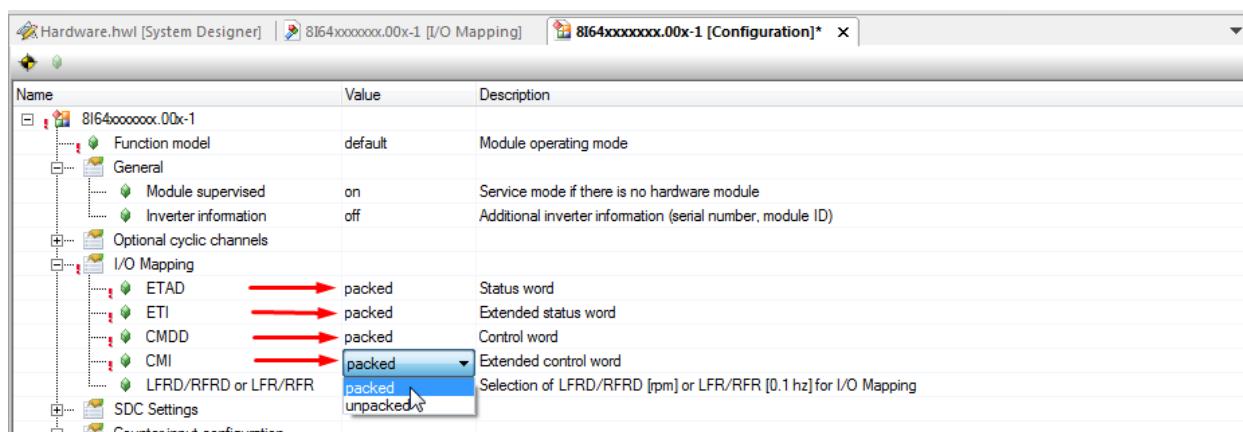 Hardware.hwl [System Designer] 8I64xxxxxxx.00x-1 [I/O Mapping] 8I64xxxxxxx.00x-1 [Configuration]* x
Name Value Description
8I64xxxxxxx.00x-1
Function model default Module operating mode
General
Module supervised on Service mode if there is no hardware module
Inverter information off Additional inverter information (serial number, module ID)
Optional cyclic channels
I/O Mapping
ETAD packed Status word
ETI packed Extended status word
CMDD packed Control word
CMI packed Extended control word
LFRD/RFRD or LFR/RFR packed Selection of LFRD/RFRD [rpm] or LFR/RFR [0.1 hz] for I/O Mapping
SDC Settings unpacked
Counter input configuration